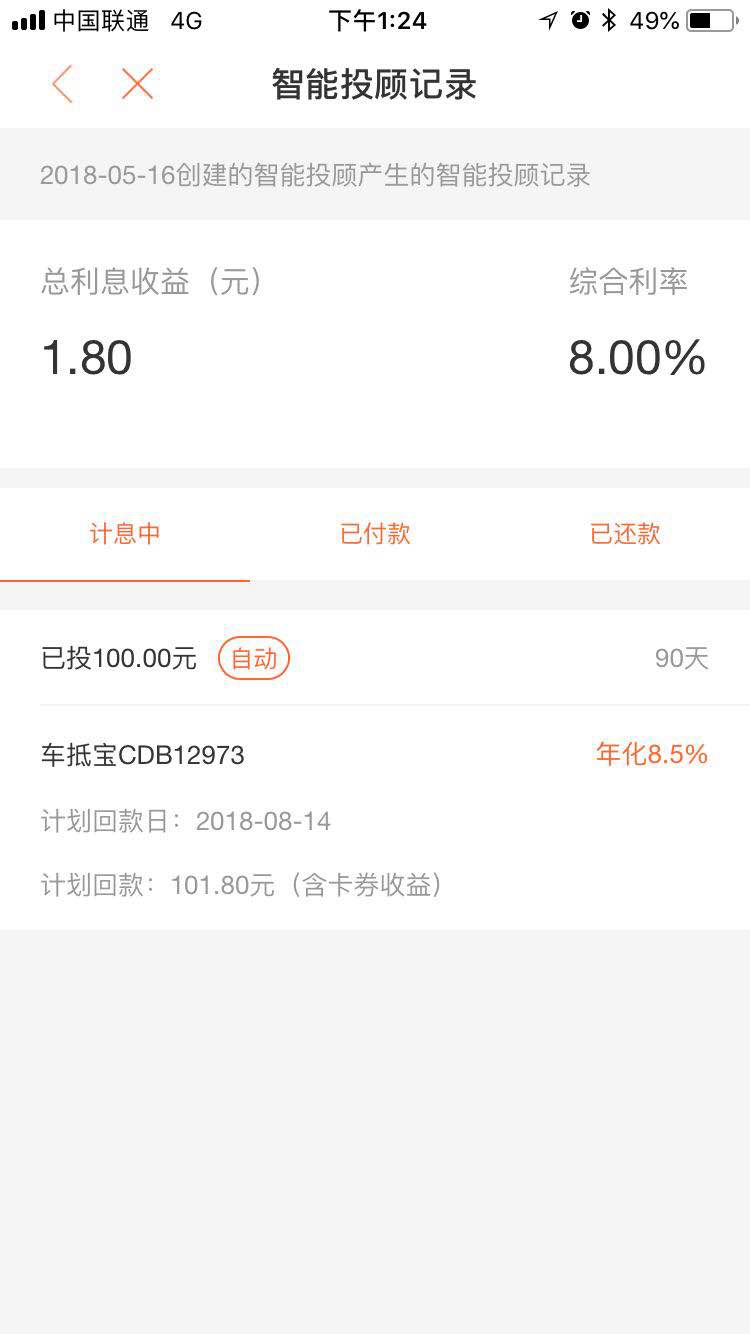 中国联通 4G 下午1:24 49%
智能投顾记录
2018-05-16创建的智能投顾产生的智能投顾记录
总利息收益（元） 综合利率
1.80 8.00%
计息中 已付款 已还款
已投100.00元 自动 90天
车抵宝CDB12973 年化8.5%
计划回款日：2018-08-14
计划回款：101.80元（含卡券收益）